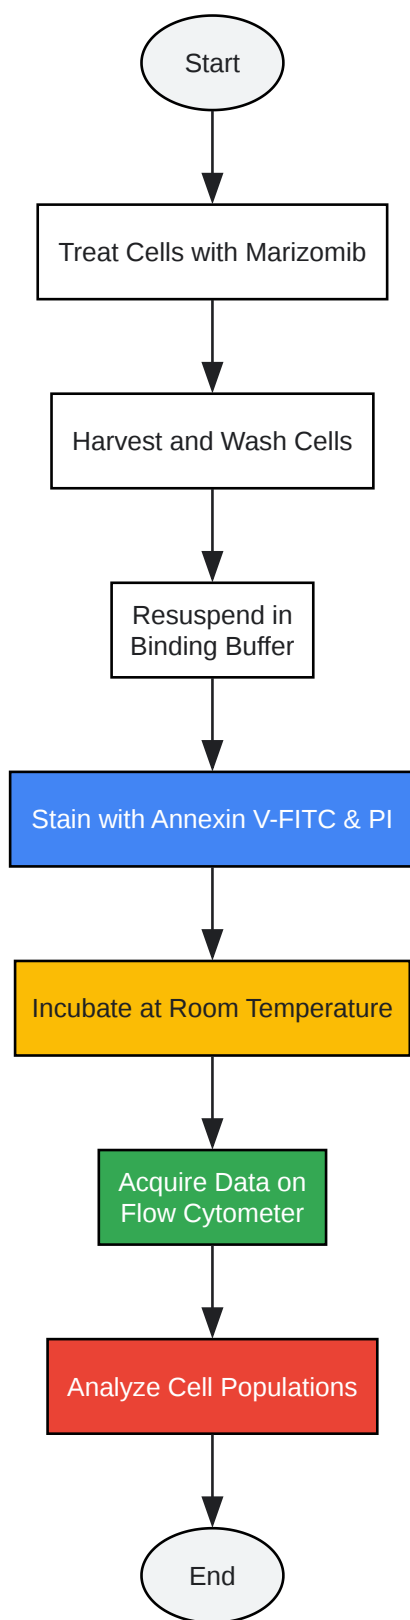 Start
Treat Cells with Marizomib
Harvest and Wash Cells
Resuspend in
Binding Buffer
Stain with Annexin V-FITC & PI
Incubate at Room Temperature
Acquire Data on
Flow Cytometer
Analyze Cell Populations
End